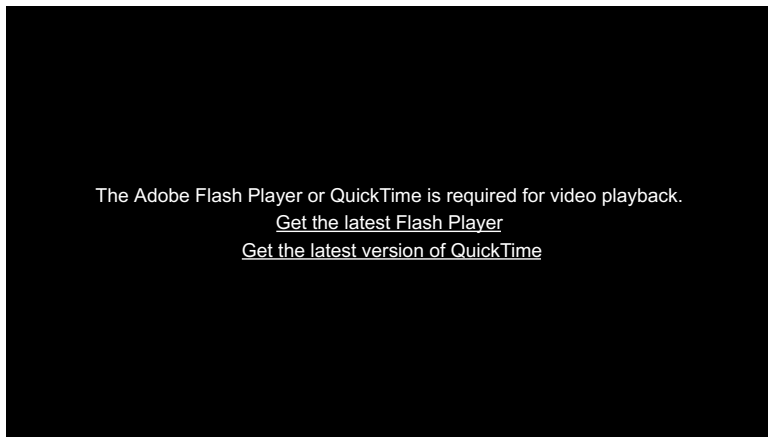 The Adobe Flash Player or QuickTime is required for video playback.
Get the latest Flash Player
Get the latest version of QuickTime